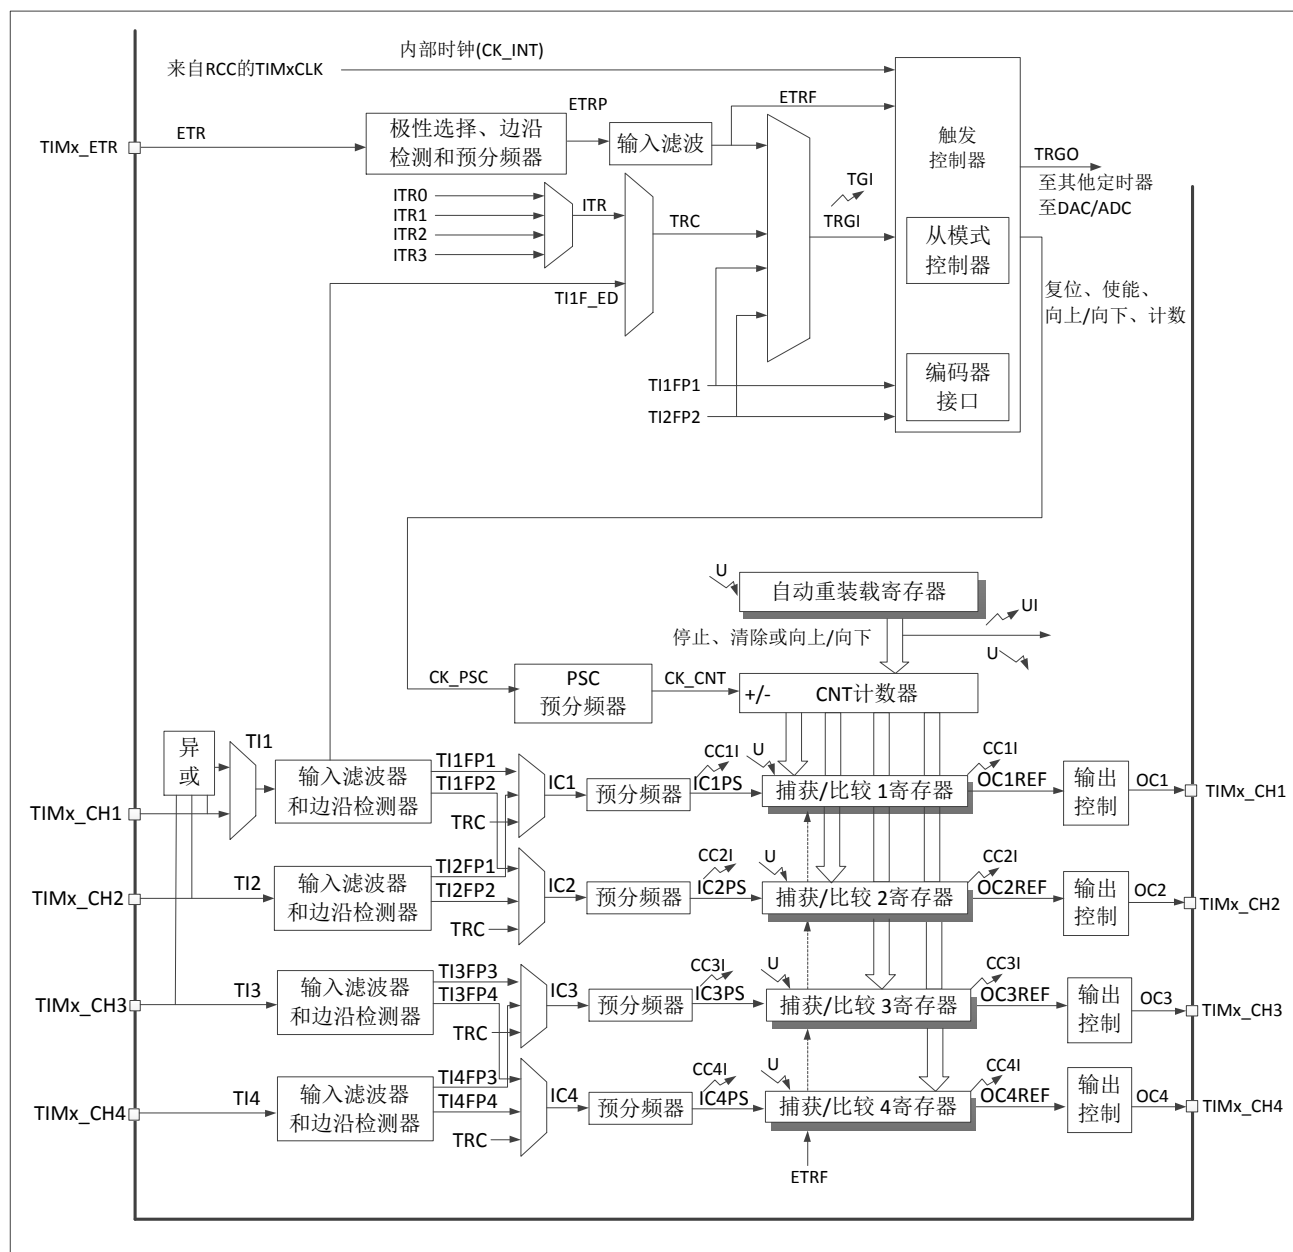 内部时钟(CK_INT)
来自RCC的TIMxCLK
ETRP
ETRF
TIMx_ETR
ETR
极性选择、边沿
检测和预分频器
输入滤波
触发
控制器
TRGO
至其他定时器
至DAC/ADC
ITR0
ITR1
ITR2
ITR3
ITR
TRC
TGI
TRGI
从模式
控制器
TI1F_ED
复位、使能、
向上/向下、计数
TI1FP1
TI2FP2
编码器
接口
U
自动重装载寄存器
UI
停止、清除或向上/向下
U
CK_PSC
PSC
预分频器
CK_CNT
+/-
CNT计数器
异
或
TI1
输入滤波器
和边沿检测器
TI1FP1
TI1FP2
TRC
IC1
预分频器
CC1I
IC1PS
U
捕获/比较 1寄存器
CC1I
OC1REF
输出
控制
OC1
TIMx_CH1
TIMx_CH1
TIMx_CH2
TI2
输入滤波器
和边沿检测器
TI2FP1
TI2FP2
TRC
IC2
预分频器
CC2I
IC2PS
U
捕获/比较 2寄存器
CC2I
OC2REF
输出
控制
OC2
TIMx_CH2
TIMx_CH3
TI3
输入滤波器
和边沿检测器
TI3FP3
TI3FP4
TRC
IC3
预分频器
CC3I
IC3PS
U
捕获/比较 3寄存器
CC3I
OC3REF
输出
控制
OC3
TIMx_CH3
TIMx_CH4
TI4
输入滤波器
和边沿检测器
TI4FP3
TI4FP4
TRC
IC4
预分频器
CC4I
IC4PS
U
捕获/比较 4寄存器
CC4I
OC4REF
输出
控制
OC4
TIMx_CH4
ETRF